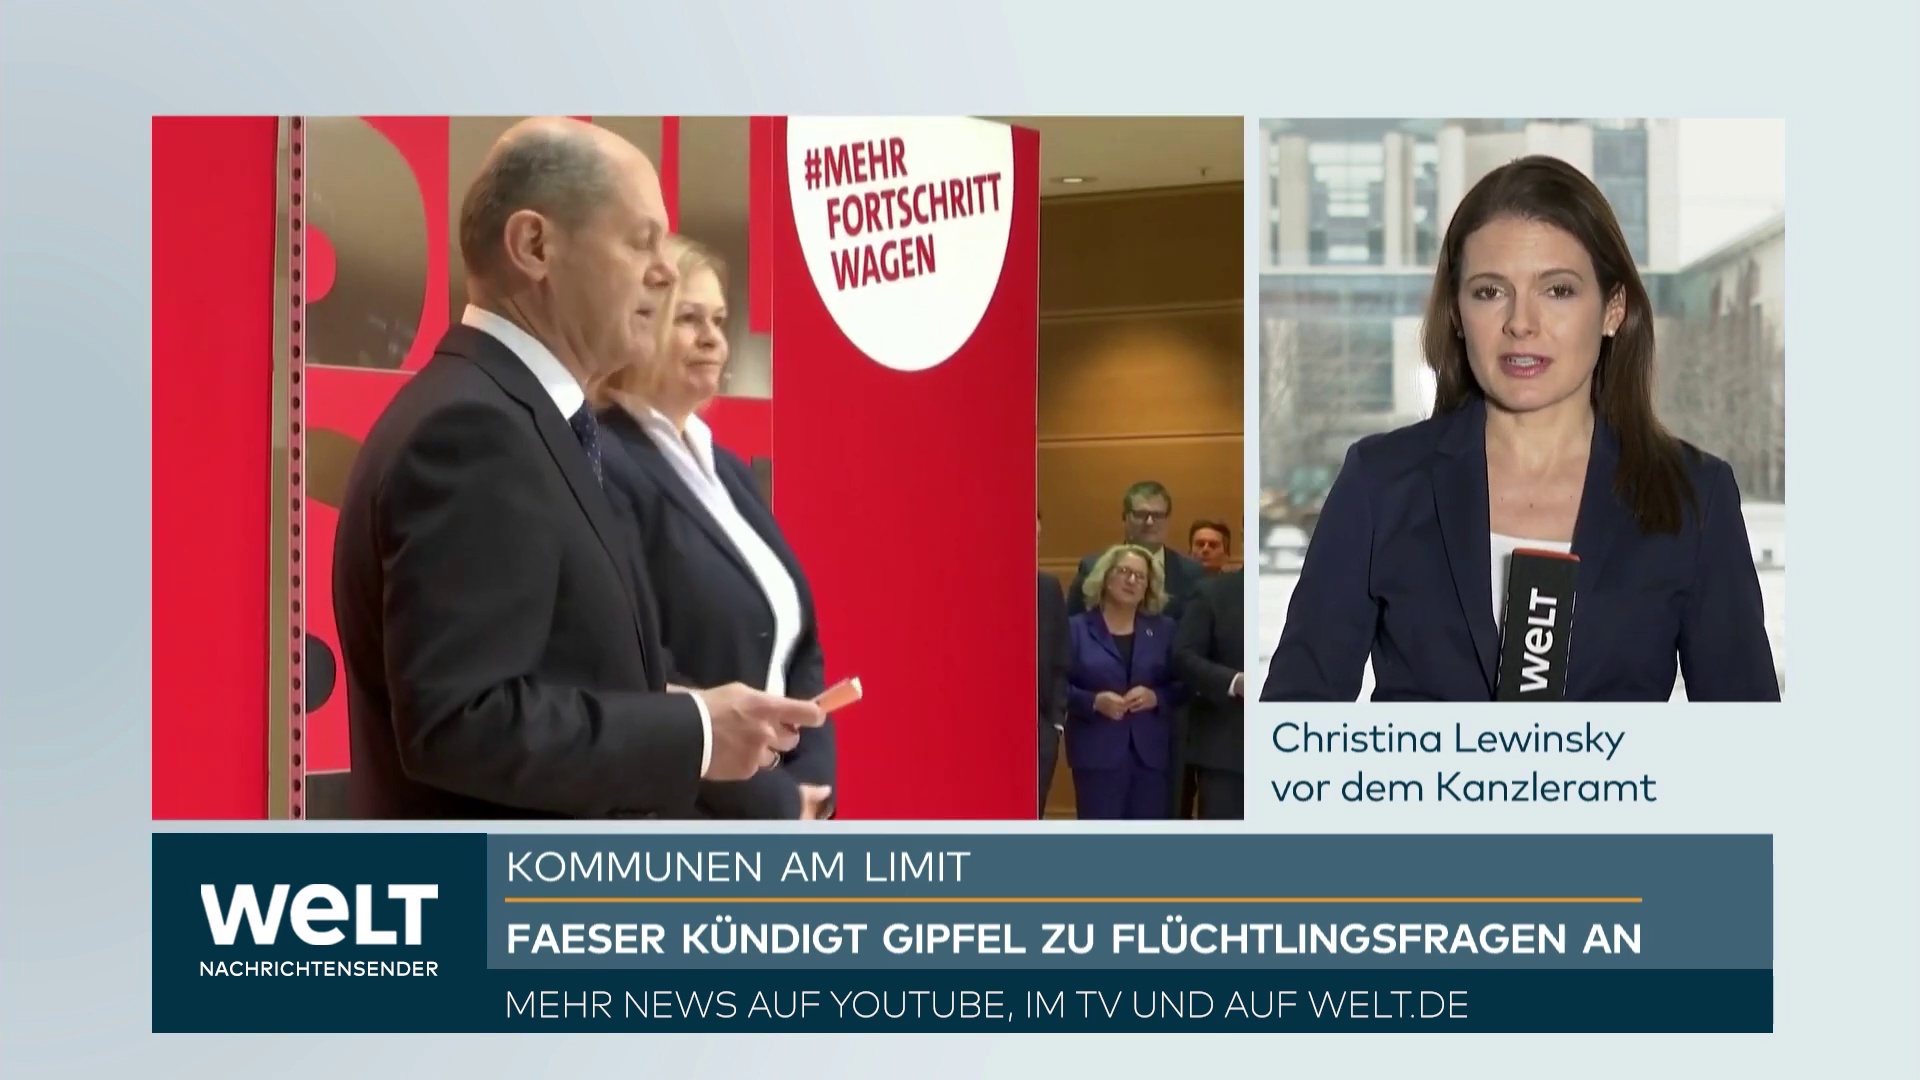 #MEHR
FORTSCHRITT
WAGEN
WELT
Christina Lewinsky
vor dem Kanzleramt
WELT
NACHRICHTENSENDER
KOMMUNEN AM LIMIT
FAESER KÜNDIGT GIPFEL ZU FLÜCHTLINGSFRAGEN AN
MEHR NEWS AUF YOUTUBE, IM TV UND AUF WELT.DE